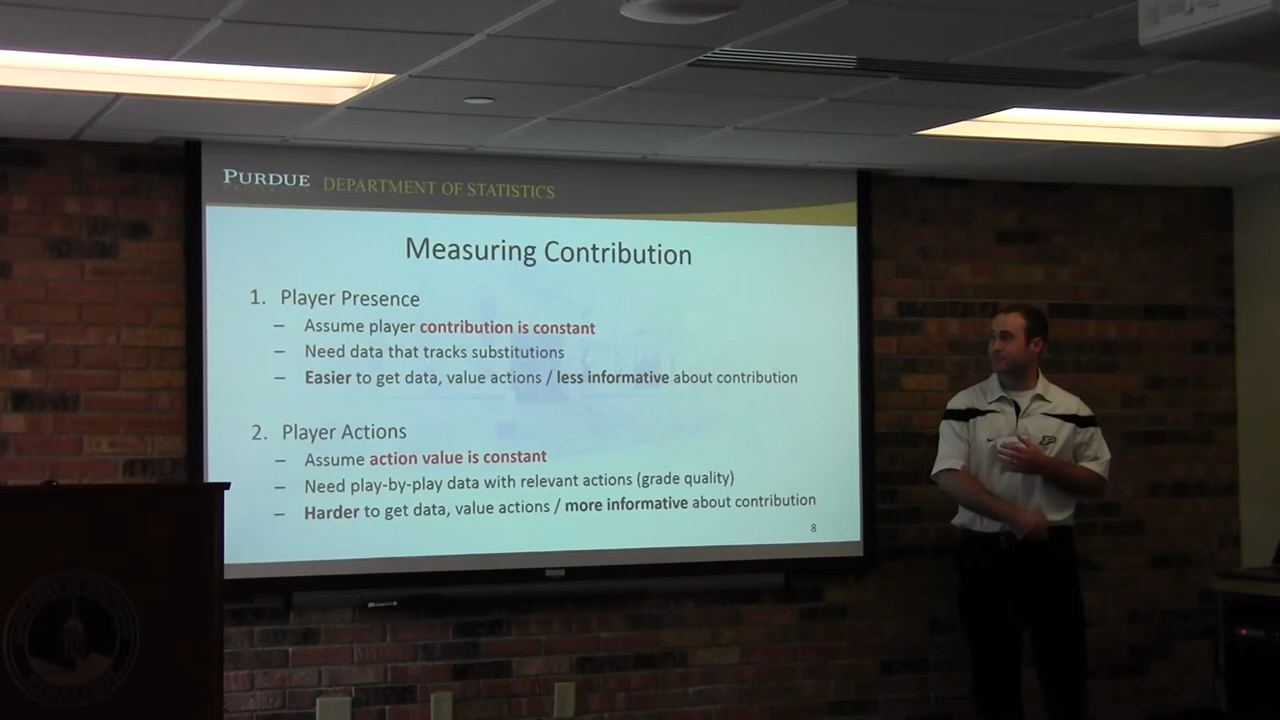 PURDUE DEPARTMENT OF STATISTICS
Measuring Contribution
1. Player Presence
– Assume player contribution is constant
– Need data that tracks substitutions
– Easier to get data, value actions / less informative about contribution
2. Player Actions
– Assume action value is constant
– Need play-by-play data with relevant actions (grade quality)
– Harder to get data, value actions / more informative about contribution
8